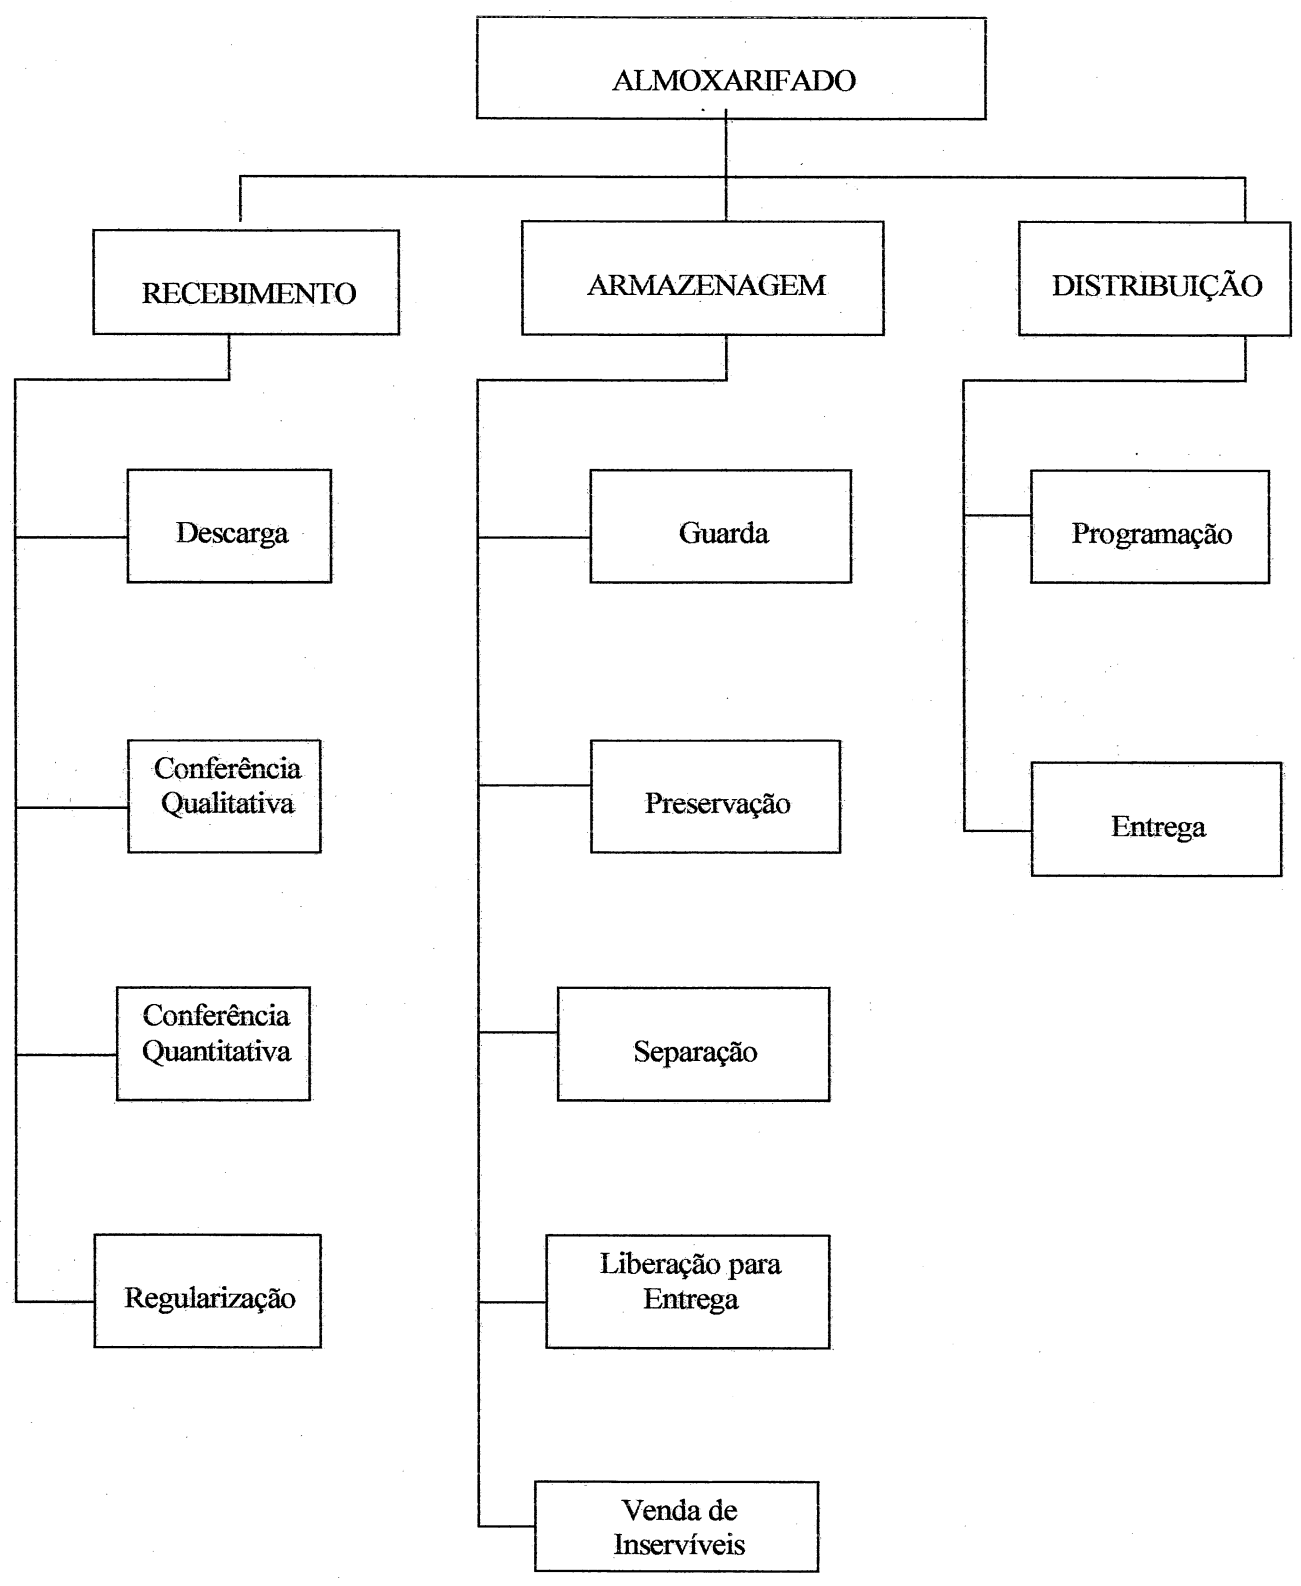 ALMOXARIFADO
RECEBIMENTO
ARMAZENAGEM
DISTRIBUIÇÃO
Descarga
Conferência
Qualitativa
Conferência
Quantitativa
Regularização
Guarda
Preservação
Separação
Liberação para
Entrega
Venda de
Inservíveis
Programação
Entrega